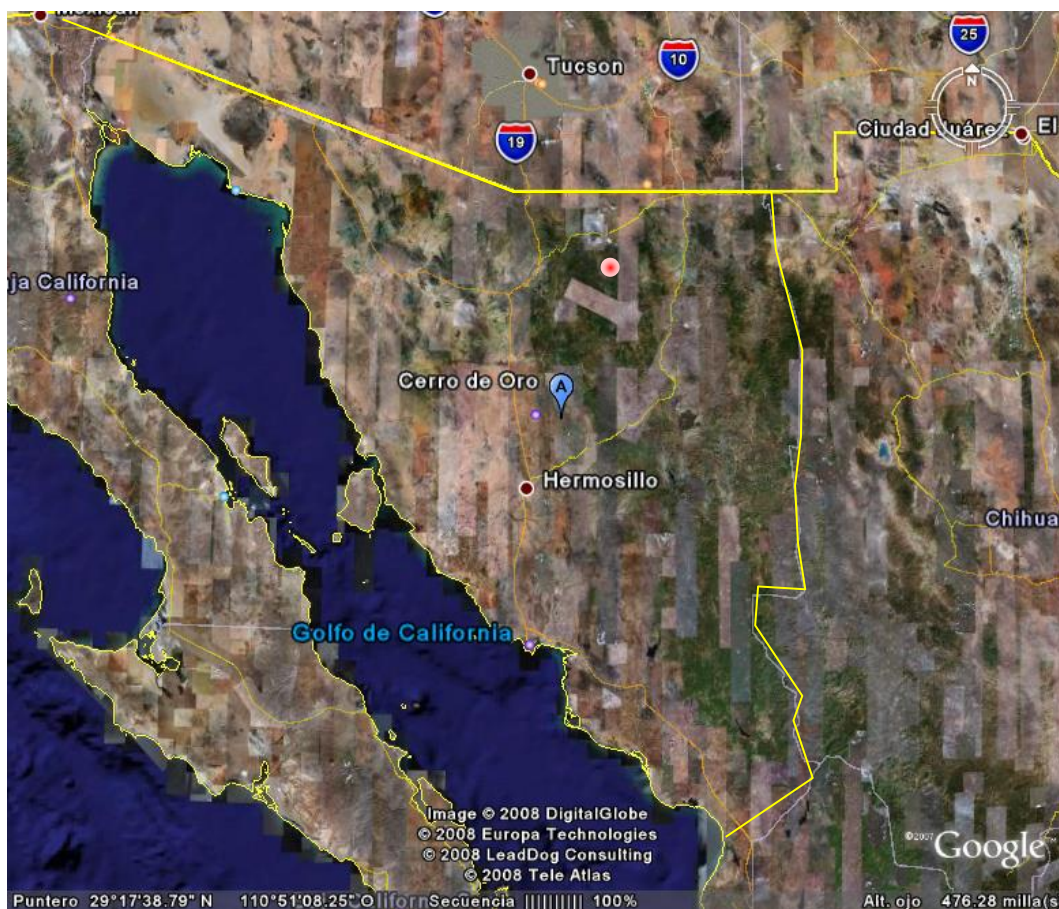 25
10
Tucson
N
19
Ciudad Juárez
El
ja California
Cerro de Oro
A
Hermosillo
Chihua
Golfo de California
Image © 2008 DigitalGlobe
© 2008 Europa Technologies
© 2008 LeadDog Consulting
© 2008 Tele Atlas
©2007 Google™
Puntero 29°17'38.79" N 110°51'08.25" O Secuencia |||||||||| 100% Alt. ojo 476.28 milla(s